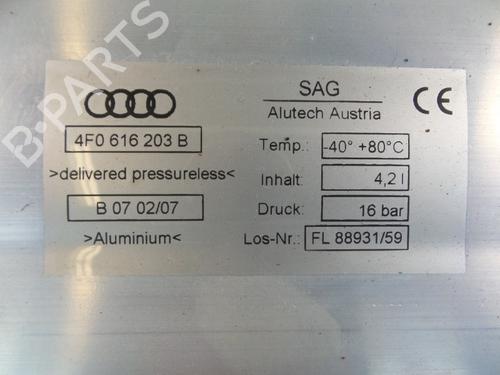 B-PARTS
4F0 616 203 B
>delivered pressureless<
B 07 02/07
>Aluminium<
SAG
Alutech Austria
CE
Temp.: -40° +80°C
Inhalt: 4,2 l
Druck: 16 bar
Los-Nr.: FL 88931/59